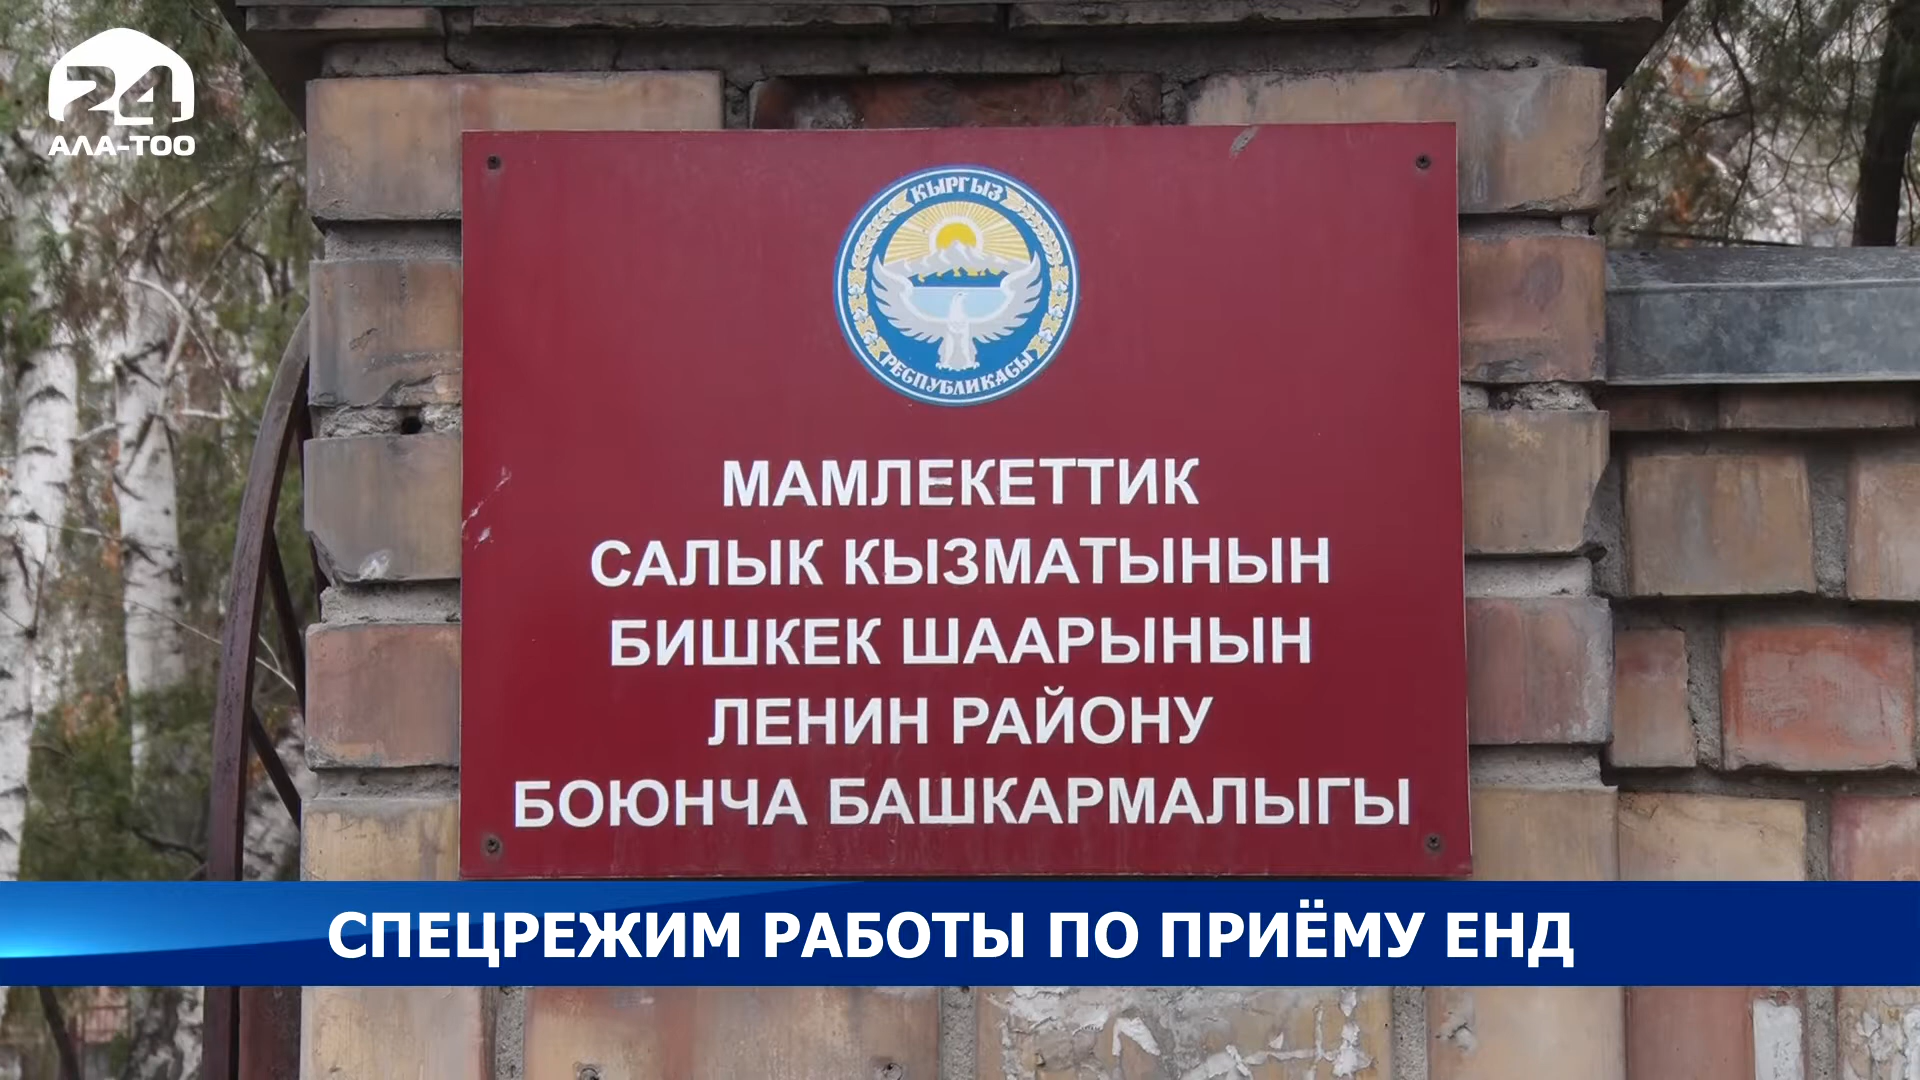 24
АЛА-ТОО
КЫРГЫЗ
РЕСПУБЛИКАСЫ
МАМЛЕКЕТТИК
САЛЫК КЫЗМАТЫНЫН
БИШКЕК ШААРЫНЫН
ЛЕНИН РАЙОНУ
БОЮНЧА БАШКАРМАЛЫГЫ
СПЕЦРЕЖИМ РАБОТЫ ПО ПРИЁМУ ЕНД